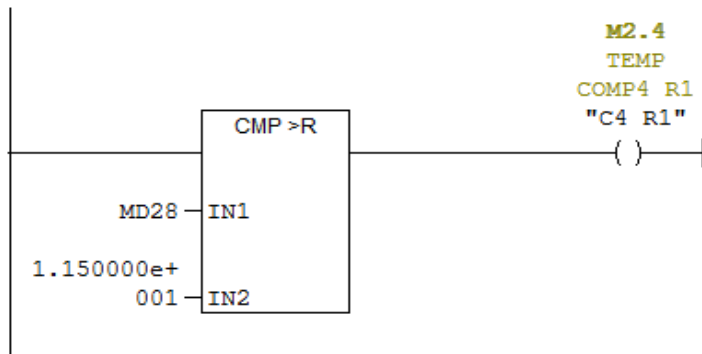 M2.4
TEMP
COMP4 R1
"C4 R1"
CMP >R
MD28
IN1
1.150000e+
001
IN2